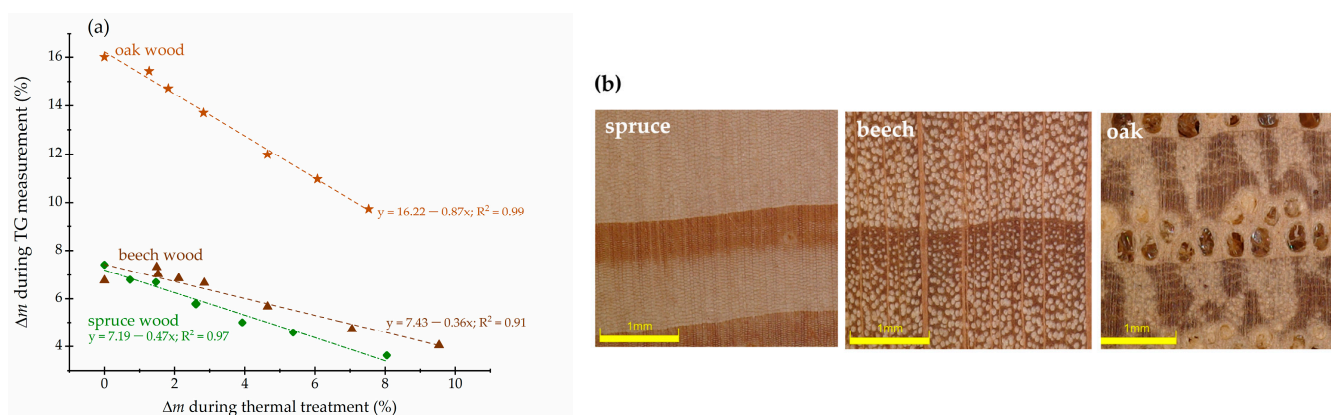 (a)
oak wood
16
14
12
10
8
6
4
Δm during TG measurement (%)
y = 16.22 − 0.87x; R² = 0.99
beech wood
y = 7.43 − 0.36x; R² = 0.91
spruce wood
y = 7.19 − 0.47x; R² = 0.97
0 2 4 6 8 10
Δm during thermal treatment (%)
(b)
spruce
beech
oak
1mm
1mm
1mm